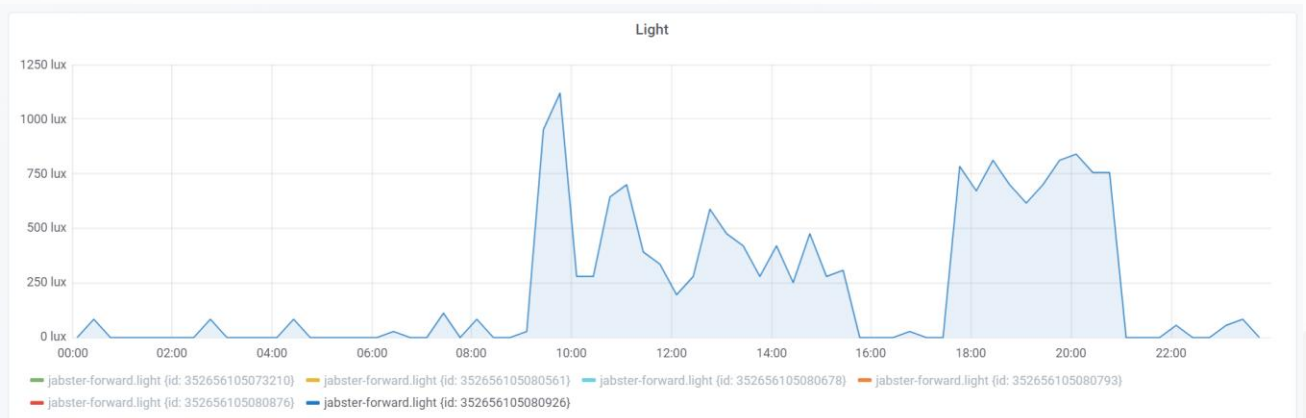 Light
1250 lux
1000 lux
750 lux
500 lux
250 lux
0 lux
00:00 02:00 04:00 06:00 08:00 10:00 12:00 14:00 16:00 18:00 20:00 22:00
jabster-forward.light {id: 352656105073210} jabster-forward.light {id: 352656105080561} jabster-forward.light {id: 352656105080678} jabster-forward.light {id: 352656105080793}
jabster-forward.light {id: 352656105080876} jabster-forward.light {id: 352656105080926}